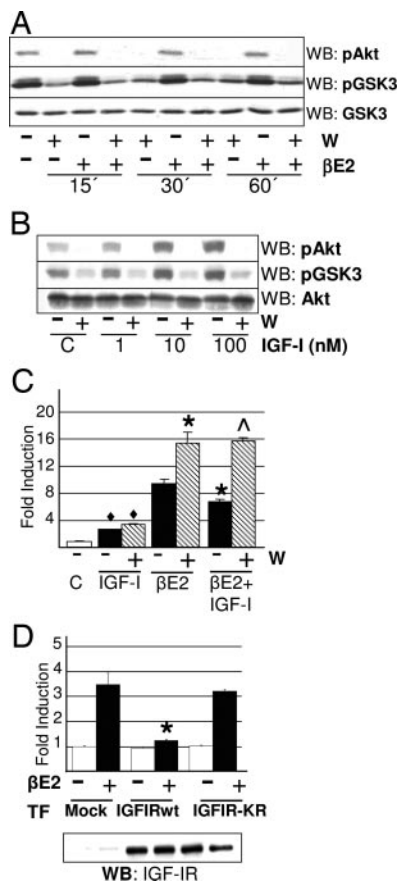 A
WB: pAkt
WB: pGSK3
WB: GSK3
− + − + + − + + − + W
− − + + − + + − + + βE2
15´ 30´ 60´
B
WB: pAkt
WB: pGSK3
WB: Akt
− + − + − + − + W
C 1 10 100 IGF-I (nM)
C
Fold Induction
20
16
12
8
4
♦ ♦ * * ^
− − + − + − + W
C IGF-I βE2 βE2+
IGF-I
D
Fold Induction
5
4
3
2
1
*
βE2 − + − + − +
TF Mock IGFIRwt IGFIR-KR
WB: IGF-IR